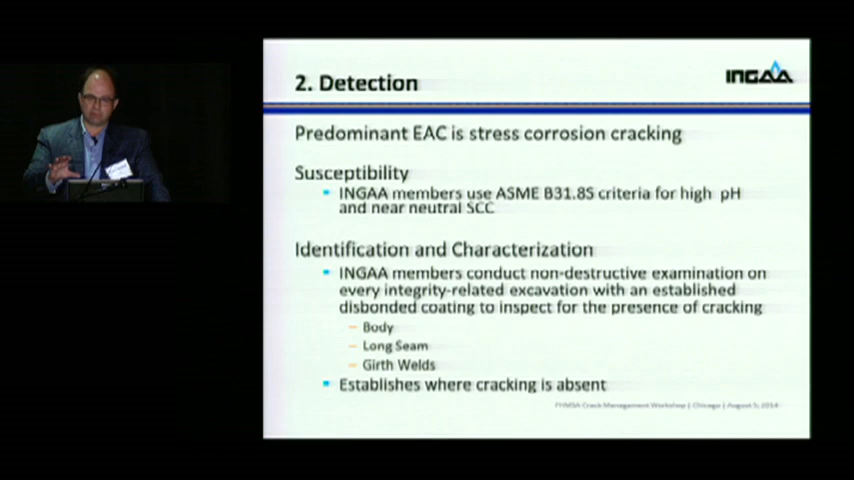 2. Detection
INGAA
Predominant EAC is stress corrosion cracking
Susceptibility
INGAA members use ASME B31.8S criteria for high pH
and near neutral SCC
Identification and Characterization
INGAA members conduct non-destructive examination on
every integrity-related excavation with an established
disbonded coating to inspect for the presence of cracking
– Body
– Long Seam
– Girth Welds
Establishes where cracking is absent
PHMSA Crack Management Workshop | Chicago | August 5, 2014